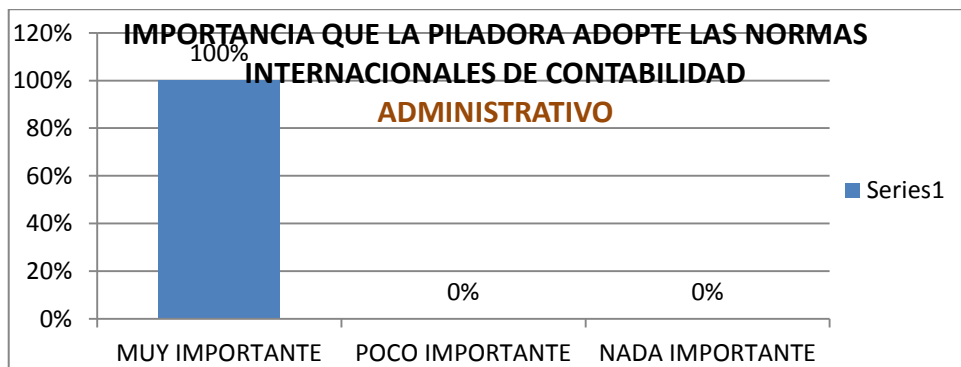 IMPORTANCIA QUE LA PILADORA ADOPTE LAS NORMAS
INTERNACIONALES DE CONTABILIDAD
ADMINISTRATIVO
120%
100%
80%
60%
40%
20%
0%
100%
0%
0%
MUY IMPORTANTE
POCO IMPORTANTE
NADA IMPORTANTE
Series1